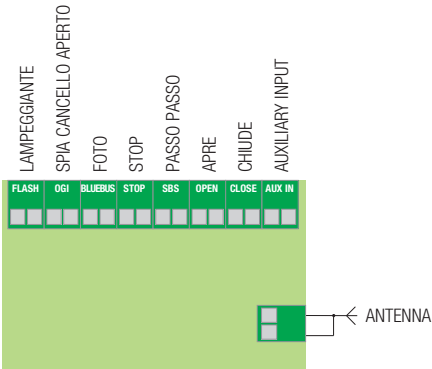 LAMPEGGIANTE
SPIA CANCELLO APERTO
FOTO
STOP
PASSO PASSO
APRE
CHIUDE
AUXILIARY INPUT
FLASH OGI BLUEBUS STOP SBS OPEN CLOSE AUX IN
ANTENNA